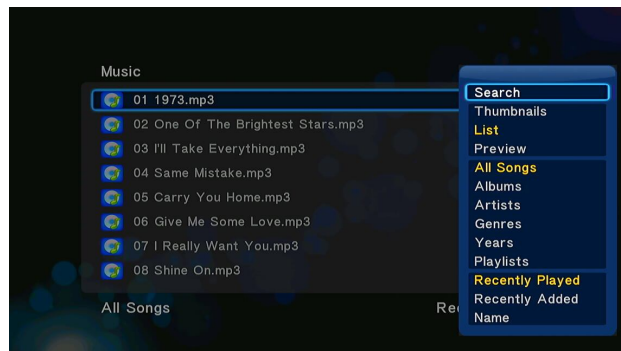 Music
01 1973.mp3
02 One Of The Brightest Stars.mp3
03 I'll Take Everything.mp3
04 Same Mistake.mp3
05 Carry You Home.mp3
06 Give Me Some Love.mp3
07 I Really Want You.mp3
08 Shine On.mp3
All Songs
Search
Thumbnails
List
Preview
All Songs
Albums
Artists
Genres
Years
Playlists
Recently Played
Recently Added
Name